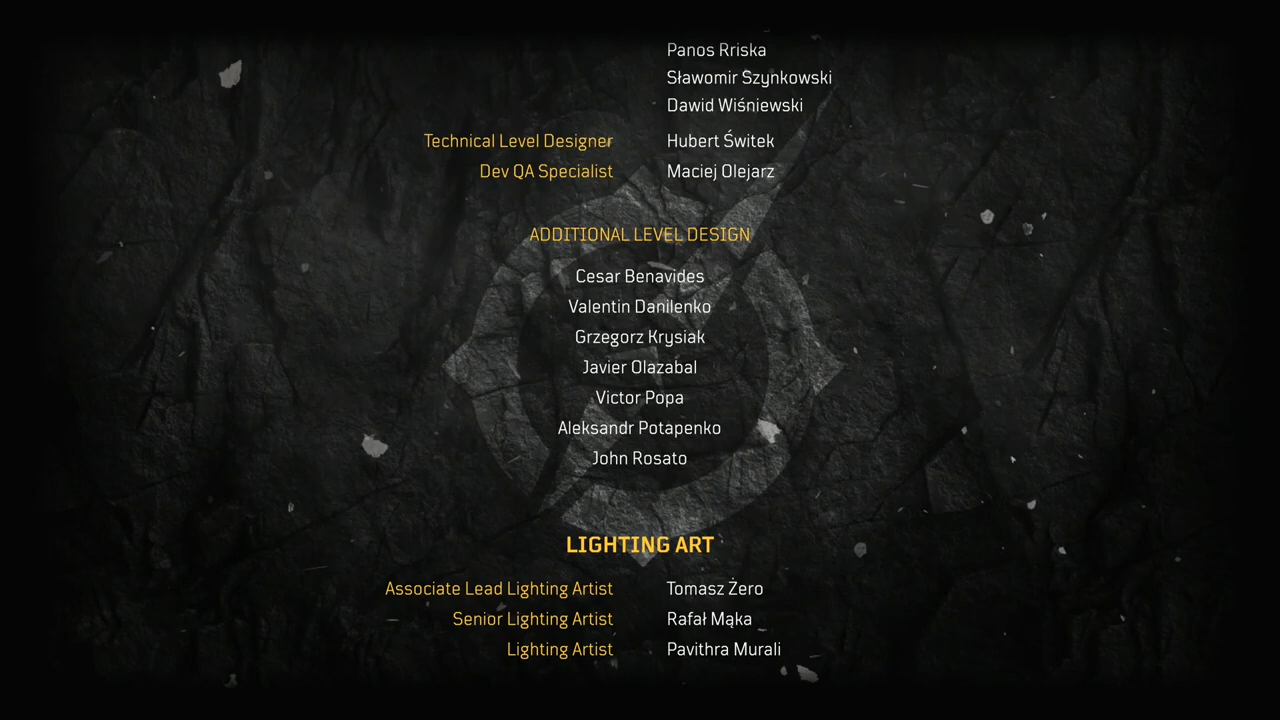 Panos Rriska
Sławomir Szynkowski
Dawid Wiśniewski
Technical Level Designer Hubert Świtek
Dev QA Specialist Maciej Olejarz
ADDITIONAL LEVEL DESIGN
Cesar Benavides
Valentin Danilenko
Grzegorz Krysiak
Javier Olazabal
Victor Popa
Aleksandr Potapenko
John Rosato
LIGHTING ART
Associate Lead Lighting Artist Tomasz Żero
Senior Lighting Artist Rafał Mąka
Lighting Artist Pavithra Murali